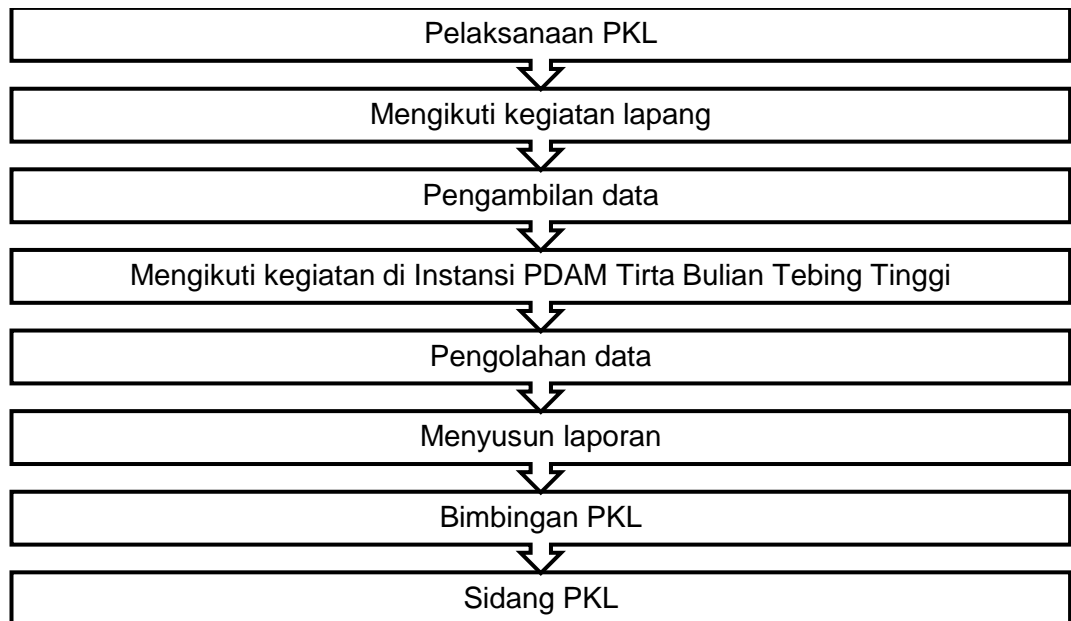 Pelaksanaan PKL
Mengikuti kegiatan lapang
Pengambilan data
Mengikuti kegiatan di Instansi PDAM Tirta Bulian Tebing Tinggi
Pengolahan data
Menyusun laporan
Bimbingan PKL
Sidang PKL